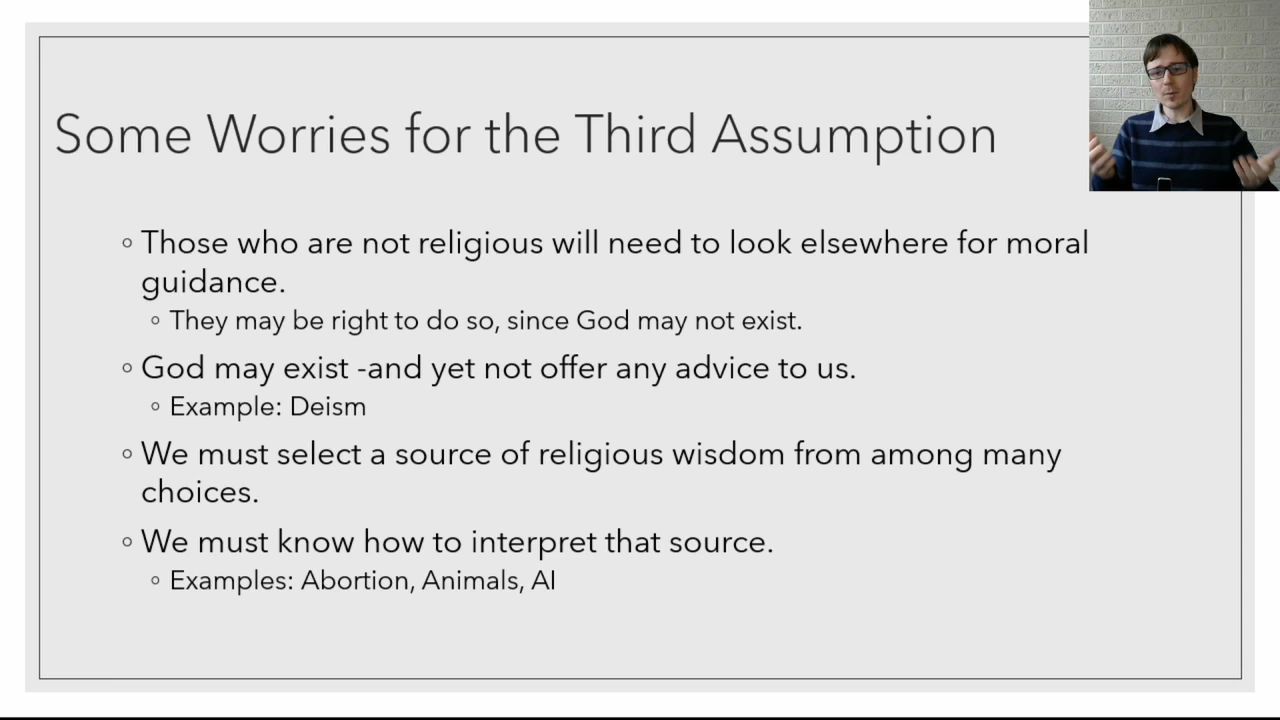 Some Worries for the Third Assumption
◦ Those who are not religious will need to look elsewhere for moral
guidance.
◦ They may be right to do so, since God may not exist.
◦ God may exist -and yet not offer any advice to us.
◦ Example: Deism
◦ We must select a source of religious wisdom from among many
choices.
◦ We must know how to interpret that source.
◦ Examples: Abortion, Animals, AI